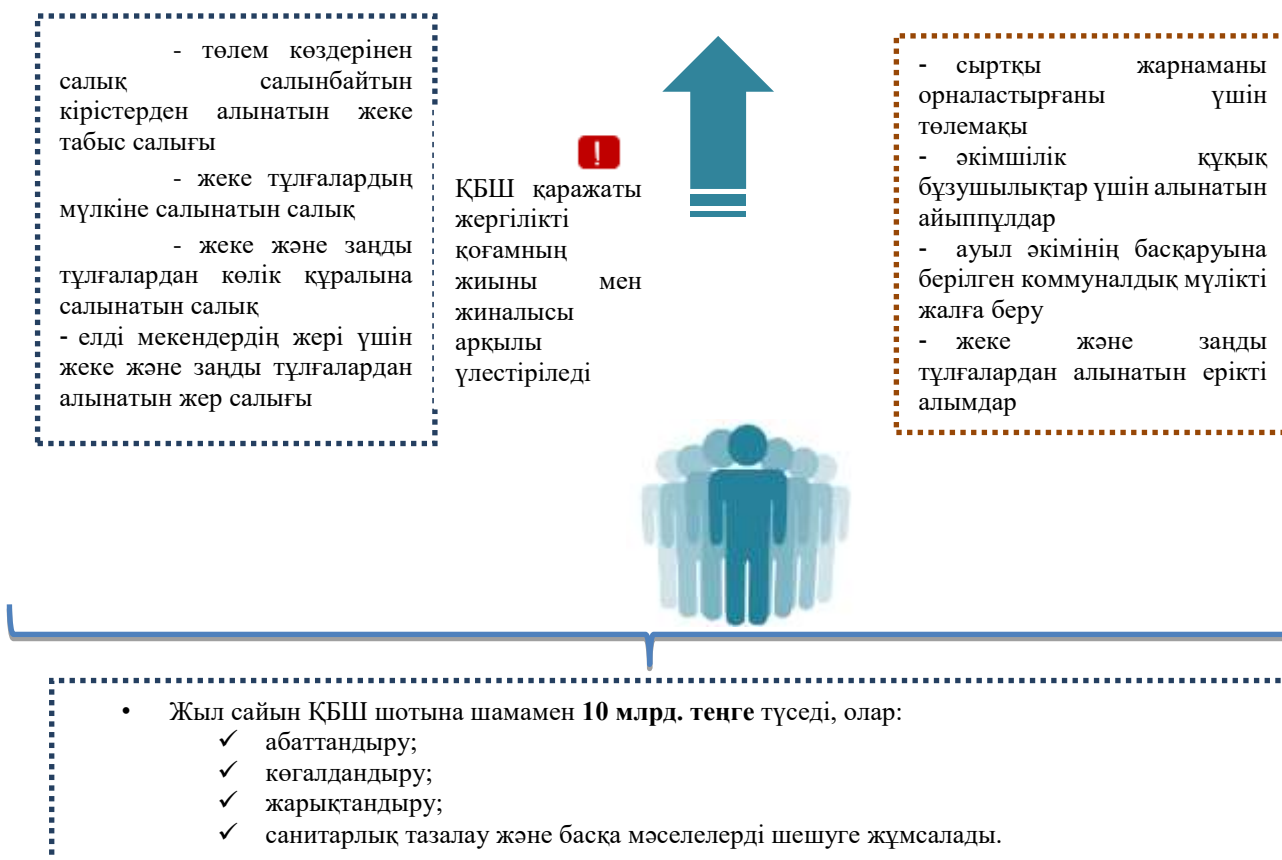 - төлем көздерінен
салық салынбайтын
кірістерден алынатын жеке
табыс салығы
- жеке тұлғалардың
мүлкіне салынатын салық
- жеке және заңды
тұлғалардан көлік құралына
салынатын салық
- елді мекендердің жері үшін
жеке және заңды тұлғалардан
алынатын жер салығы
!
ҚБШ қаражаты
жергілікті
қоғамның
жиыны мен
жиналысы
арқылы
үлестіріледі
- сыртқы жарнаманы
орналастырғаны үшін
төлемақы
- әкімшілік құқық
бұзушылықтар үшін алынатын
айыппұлдар
- ауыл әкімінің басқаруына
берілген коммуналдық мүлікті
жалға беру
- жеке және заңды
тұлғалардан алынатын ерікті
алымдар
• Жыл сайын ҚБШ шотына шамамен 10 млрд. теңге түседі, олар:
✓ абаттандыру;
✓ көгалдандыру;
✓ жарықтандыру;
✓ санитарлық тазалау және басқа мәселелерді шешуге жұмсалады.